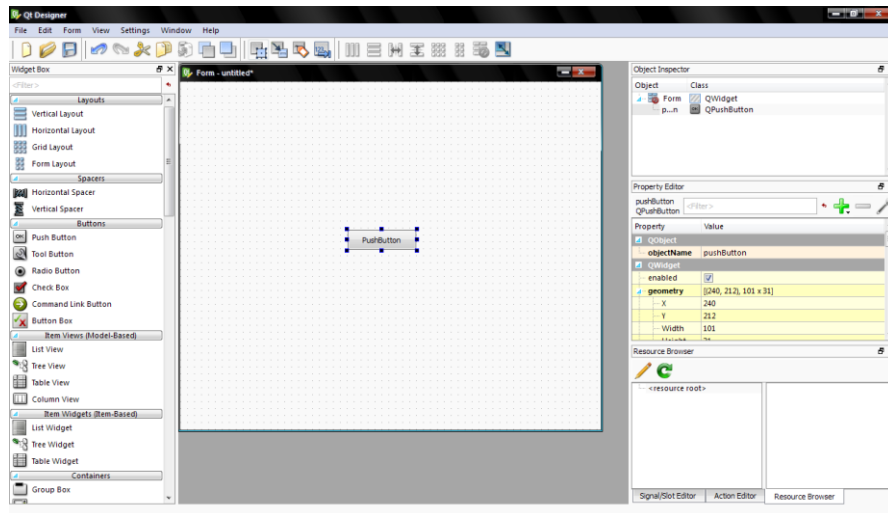 Qt Designer
File Edit Form View Settings Window Help
Widget Box
<Filter>
Layouts
Vertical Layout
Horizontal Layout
Grid Layout
Form Layout
Spacers
Horizontal Spacer
Vertical Spacer
Buttons
OK Push Button
Tool Button
Radio Button
Check Box
Command Link Button
Button Box
Item Views (Model-Based)
List View
Tree View
Table View
Column View
Item Widgets (Item-Based)
List Widget
Tree Widget
Table Widget
Containers
Group Box
Form - untitled*
PushButton
Object Inspector
Object Class
Form QWidget
p...n QPushButton
Property Editor
pushButton
QPushButton
<Filter>
Property Value
QObject
objectName pushButton
QWidget
enabled
geometry [(240, 212), 101 x 31]
X 240
Y 212
Width 101
Height 31
Resource Browser
<resource root>
Signal/Slot Editor Action Editor Resource Browser